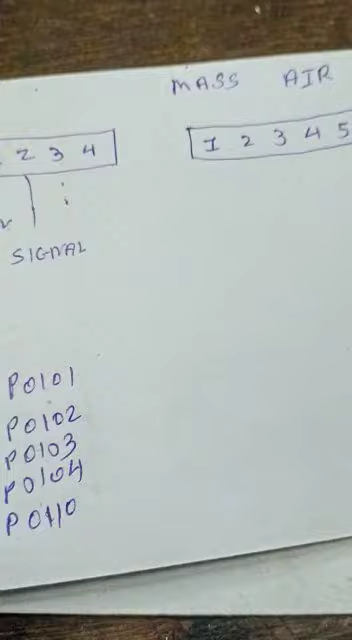 MASS AIR
2 3 4
1 2 3 4 5
SIGNAL
P0101
P0102
P0103
P0104
P0110